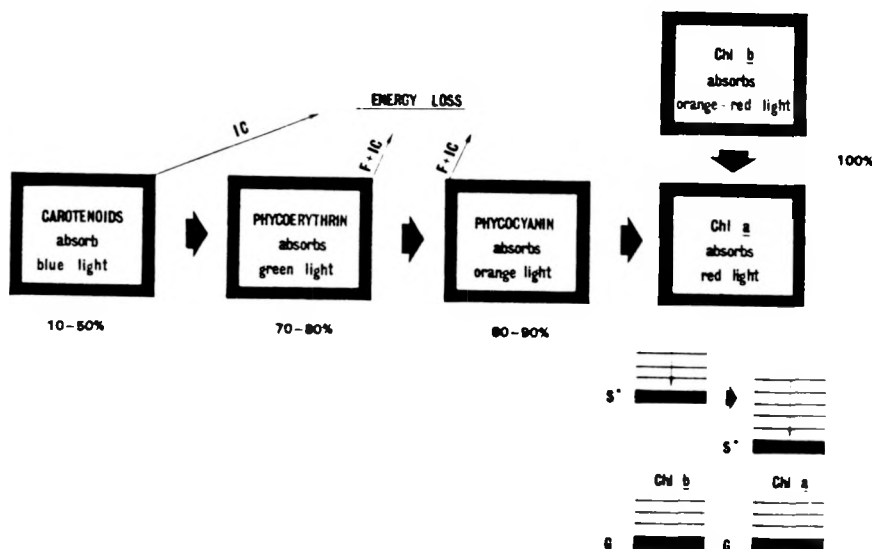 Chl b
absorbs
orange-red light
ENERGY LOSS
IC
F+IC
F+IC
100%
CAROTENOIDS
absorb
blue light
PHYCOERYTHRIN
absorbs
green light
PHYCOCYANIN
absorbs
orange light
Chl a
absorbs
red light
10-50%
70-80%
80-90%
S*
S*
Chl b
Chl a
G
G